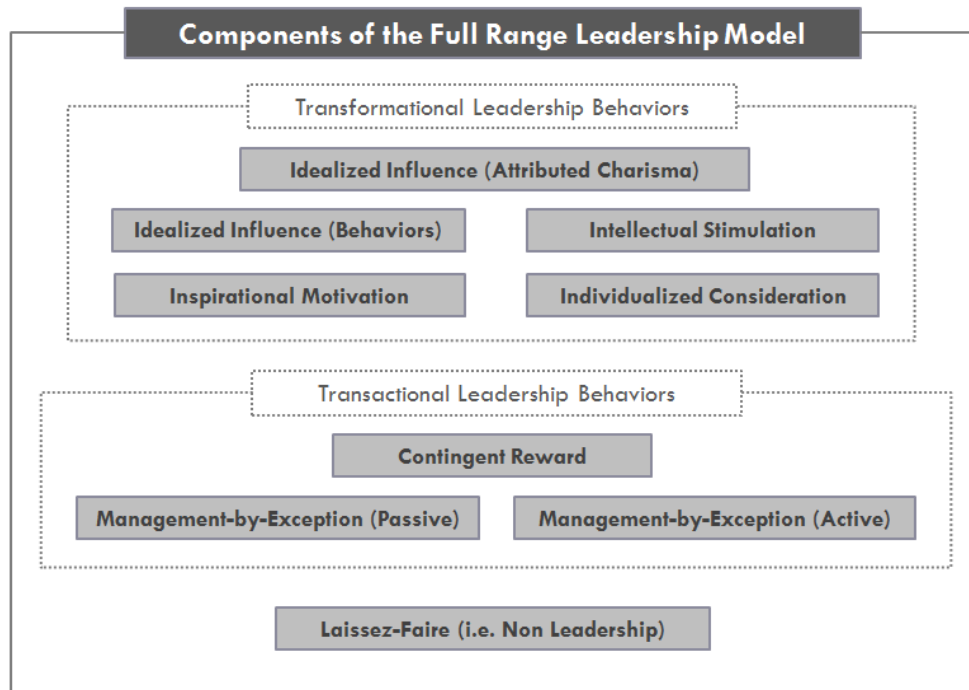 Components of the Full Range Leadership Model
Transformational Leadership Behaviors
Idealized Influence (Attributed Charisma)
Idealized Influence (Behaviors)
Intellectual Stimulation
Inspirational Motivation
Individualized Consideration
Transactional Leadership Behaviors
Contingent Reward
Management-by-Exception (Passive)
Management-by-Exception (Active)
Laissez-Faire (i.e. Non Leadership)